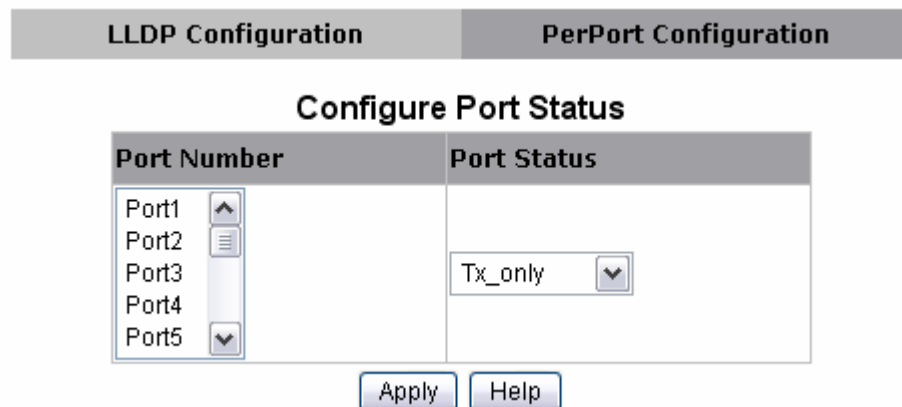 LLDP Configuration PerPort Configuration
Configure Port Status
Port Number Port Status
Port1
Port2
Port3
Port4
Port5
Tx_only
Apply Help